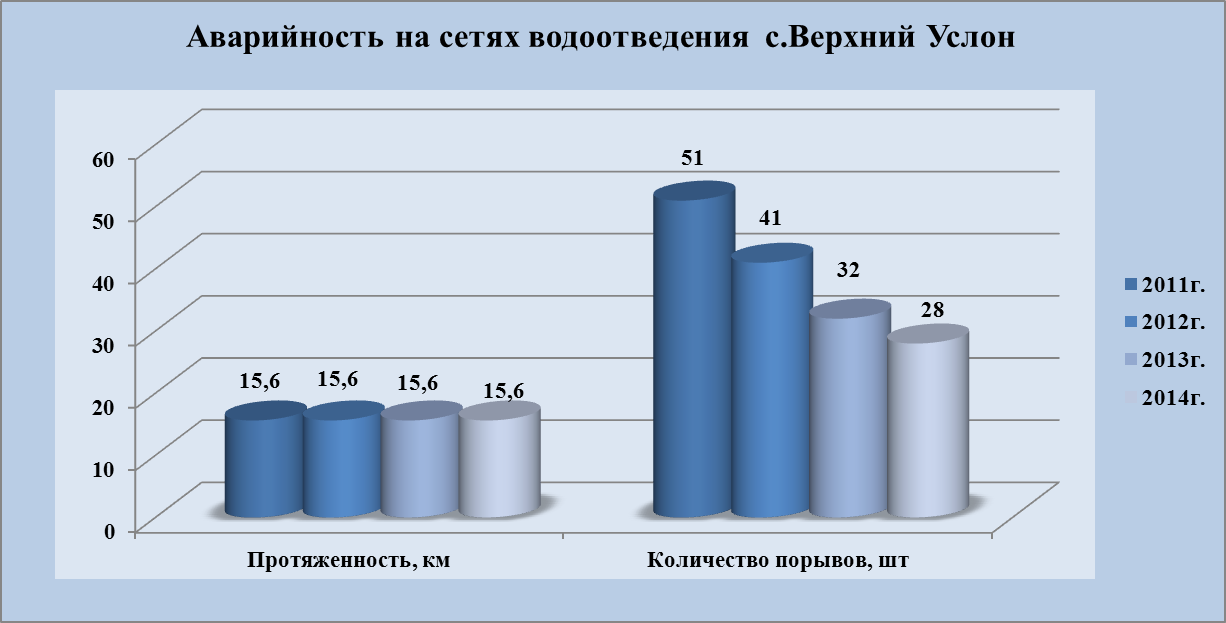 Аварийность на сетях водоотведения с.Верхний Услон
60
50
40
30
20
10
0
15,6 15,6 15,6 15,6
51
41
32
28
Протяженность, км
Количество порывов, шт
2011г.
2012г.
2013г.
2014г.